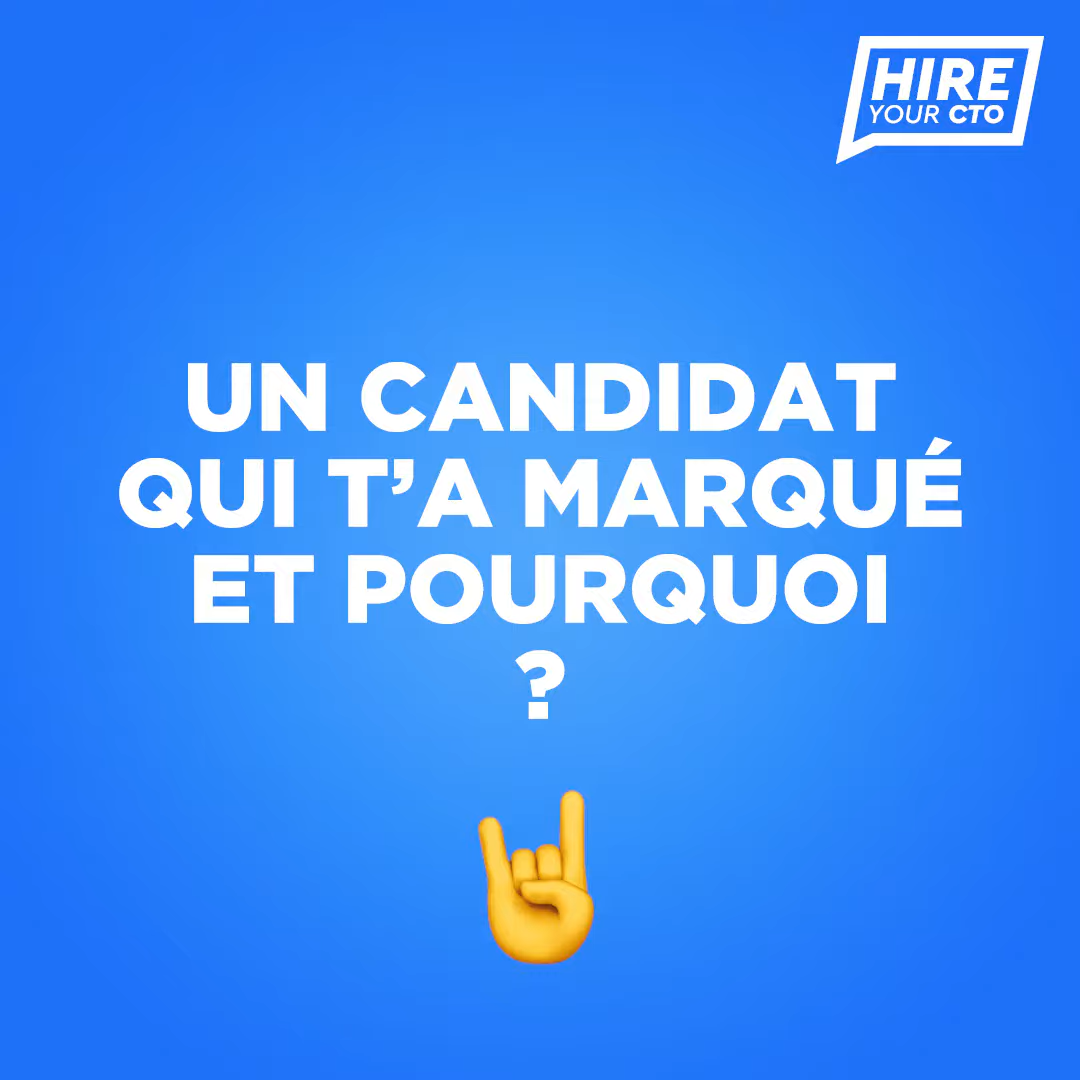 HIRE
YOUR CTO
UN CANDIDAT
QUI T’A MARQUÉ
ET POURQUOI
?